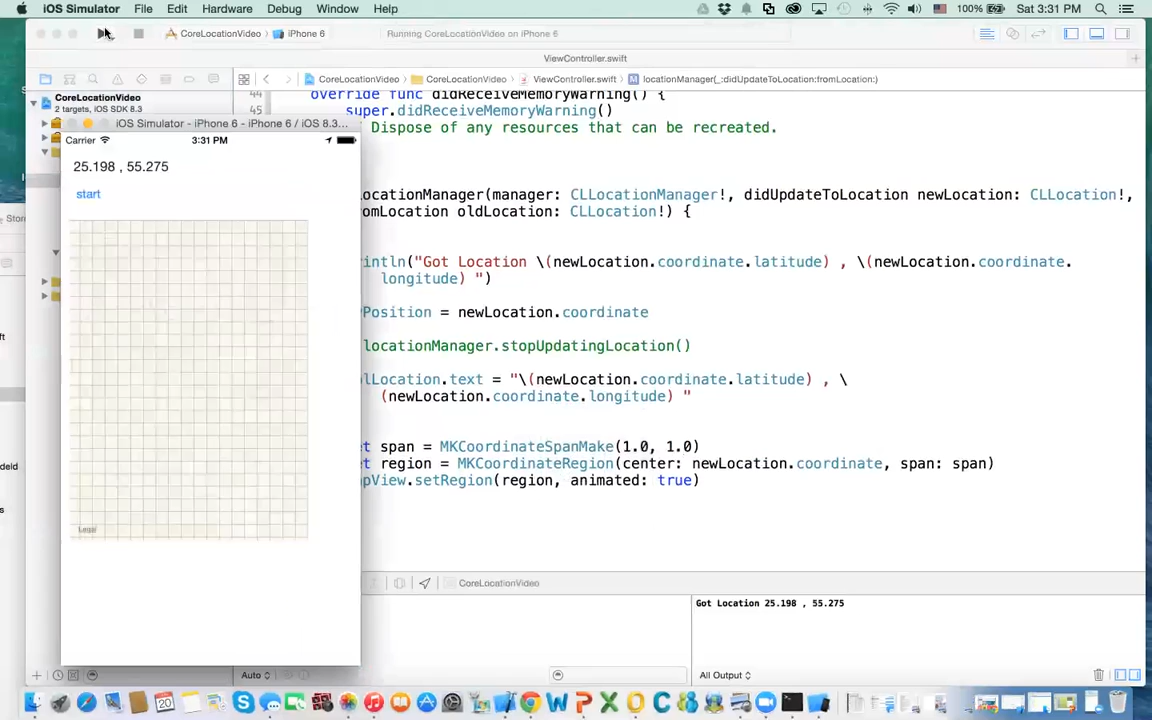 iOS Simulator File Edit Hardware Debug Window Help 100% Sat 3:31 PM
CoreLocationVideo iPhone 6 Running CoreLocationVideo on iPhone 6
ViewController.swift
CoreLocationVideo CoreLocationVideo ViewController.swift M locationManager(_:didUpdateToLocation:fromLocation:)
CoreLocationVideo
2 targets, iOS SDK 8.3
44 override func didReceiveMemoryWarning() {
45 super.didReceiveMemoryWarning()
Dispose of any resources that can be recreated.
iOS Simulator - iPhone 6 - iPhone 6 / iOS 8.3...
Carrier 3:31 PM
25.198 , 55.275
start
Legal
ocationManager(manager: CLLocationManager!, didUpdateToLocation newLocation: CLLocation!,
omLocation oldLocation: CLLocation!) {
intln("Got Location \(newLocation.coordinate.latitude) , \(newLocation.coordinate.
longitude) ")
Position = newLocation.coordinate
locationManager.stopUpdatingLocation()
lLocation.text = "\(newLocation.coordinate.latitude) , \
(newLocation.coordinate.longitude) "
t span = MKCoordinateSpanMake(1.0, 1.0)
t region = MKCoordinateRegion(center: newLocation.coordinate, span: span)
pView.setRegion(region, animated: true)
Store
ft
deld
s
CoreLocationVideo
Got Location 25.198 , 55.275
Auto
All Output
20